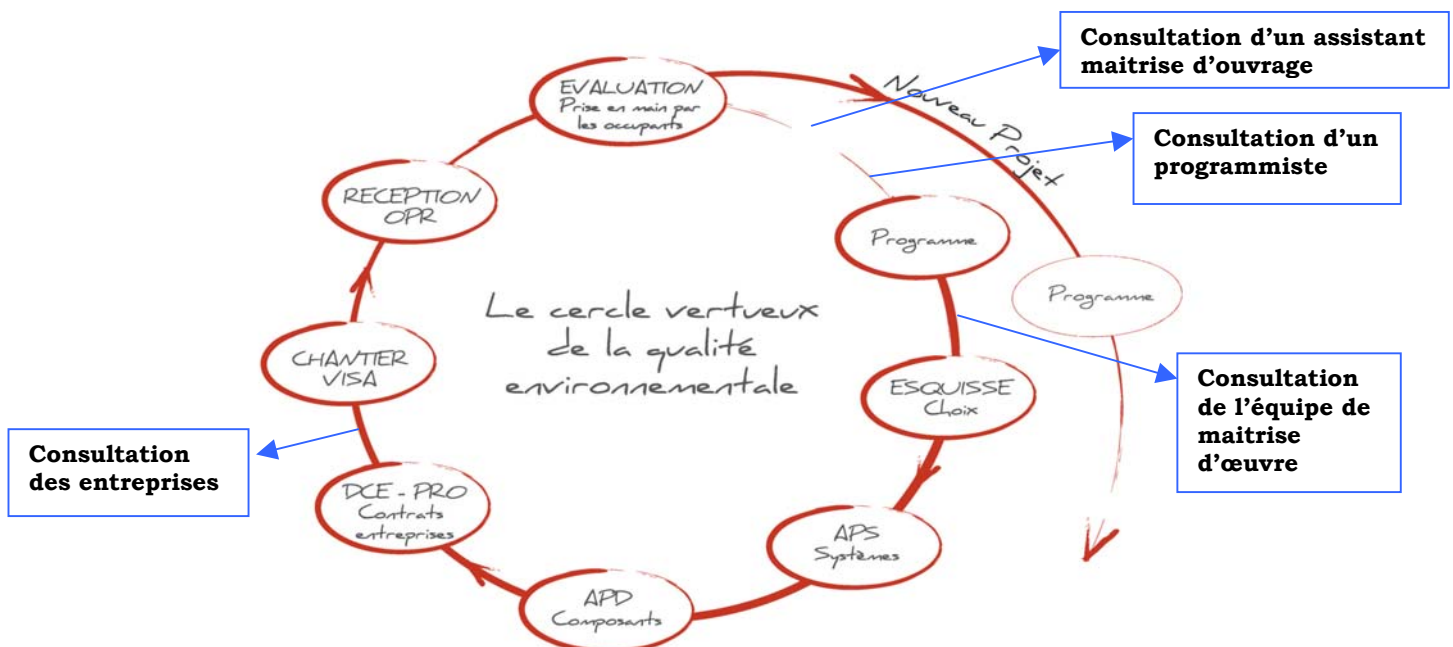 Consultation d’un assistant
maitrise d’ouvrage
EVALUATION
Prise en main par
les occupants
Nouveau Projet
Consultation d’un
programmiste
RECEPTION
OPR
Programme
Programme
Le cercle vertueux
de la qualité
environnementale
CHANTIER
VISA
ESQUISSE
Choix
Consultation
de l’équipe de
maitrise
d’œuvre
Consultation
des entreprises
DCE - PRO
Contrats
entreprises
APS
Systèmes
APD
Composants